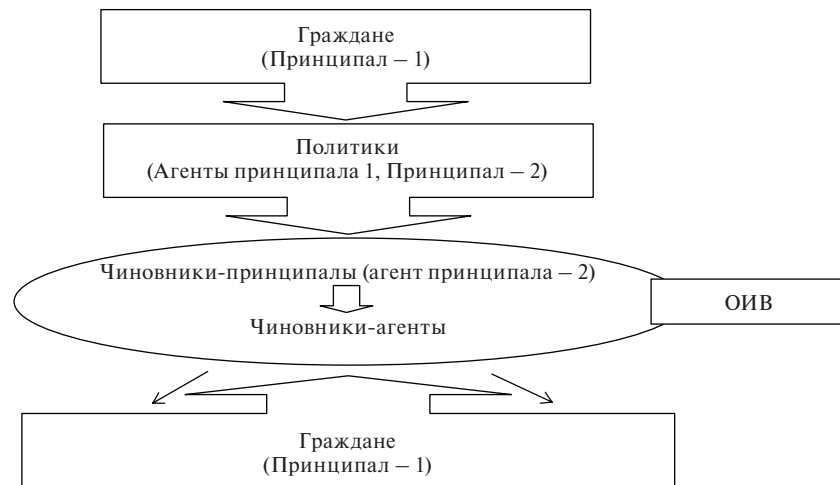 Граждане
(Принципал – 1)
Политики
(Агенты принципала 1, Принципал – 2)
Чиновники-принципалы (агент принципала – 2)
Чиновники-агенты
ОИВ
Граждане
(Принципал – 1)